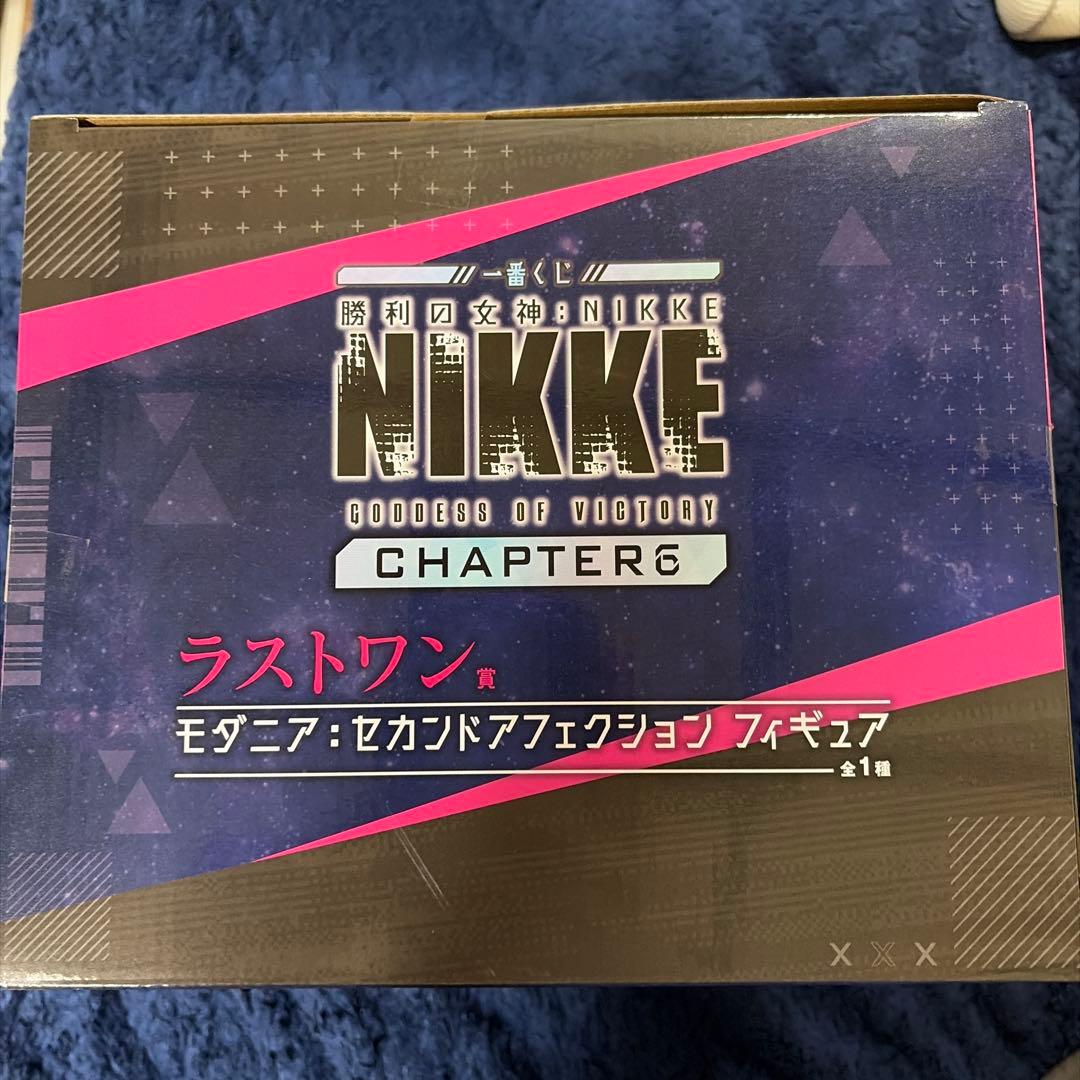 一番くじ
勝利の女神:NIKKE
NIKKE
GODDESS OF VICTORY
CHAPTER6
ラストワン賞
モダニア:セカンドアフェクション フィギュア
全1種
X X X